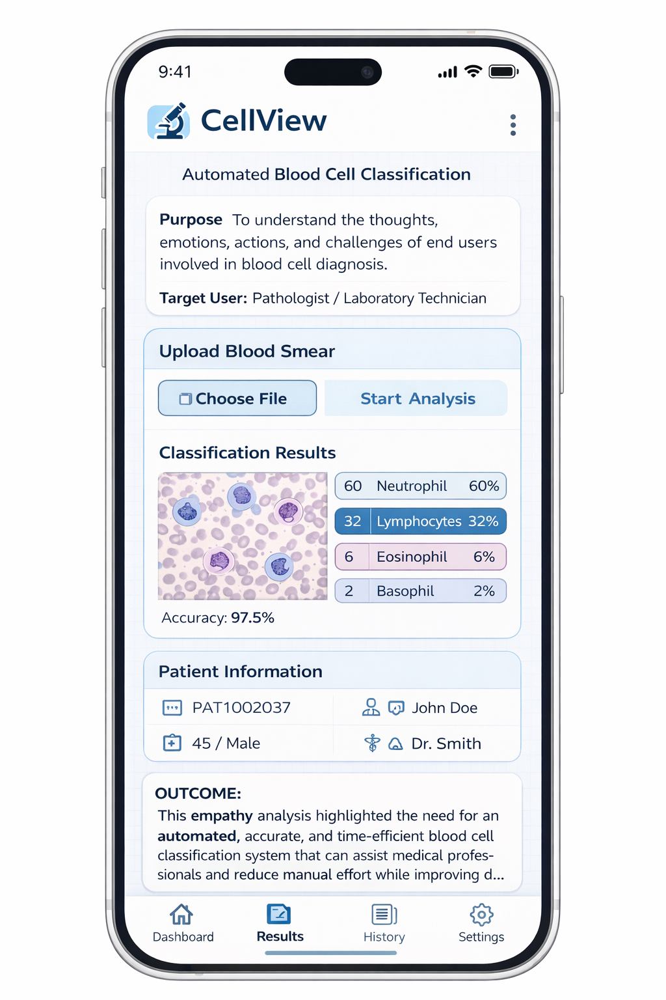 9:41
CellView
Automated Blood Cell Classification
Purpose To understand the thoughts,
emotions, actions, and challenges of end users
involved in blood cell diagnosis.
Target User: Pathologist / Laboratory Technician
Upload Blood Smear
Choose File
Start Analysis
Classification Results
60 Neutrophil 60%
32 Lymphocytes 32%
6 Eosinophil 6%
2 Basophil 2%
Accuracy: 97.5%
Patient Information
PAT1002037
John Doe
45 / Male
Dr. Smith
OUTCOME:
This empathy analysis highlighted the need for an
automated, accurate, and time-efficient blood cell
classification system that can assist medical profes-
sionals and reduce manual effort while improving d...
Dashboard
Results
History
Settings